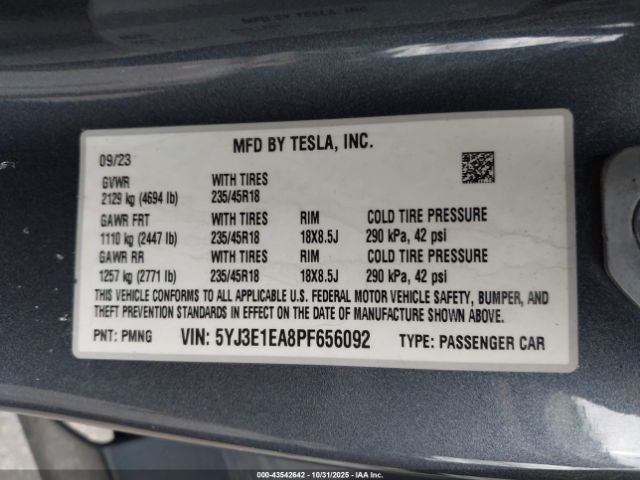 MFD BY TESLA, INC.
MFD BY TESLA, INC.
09/23
GVWR WITH TIRES
2129 kg (4694 lb) 235/45R18
GAWR FRT WITH TIRES RIM COLD TIRE PRESSURE
1110 kg (2447 lb) 235/45R18 18X8.5J 290 kPa, 42 psi
GAWR RR WITH TIRES RIM COLD TIRE PRESSURE
1257 kg (2771 lb) 235/45R18 18X8.5J 290 kPa, 42 psi
THIS VEHICLE CONFORMS TO ALL APPLICABLE U.S. FEDERAL MOTOR VEHICLE SAFETY, BUMPER, AND
THEFT PREVENTION STANDARDS IN EFFECT ON THE DATE OF MANUFACTURE SHOWN ABOVE.
PNT: PMNG VIN: 5YJ3E1EA8PF656092 TYPE: PASSENGER CAR
000-43542642 - 10/31/2025 - IAA Inc.